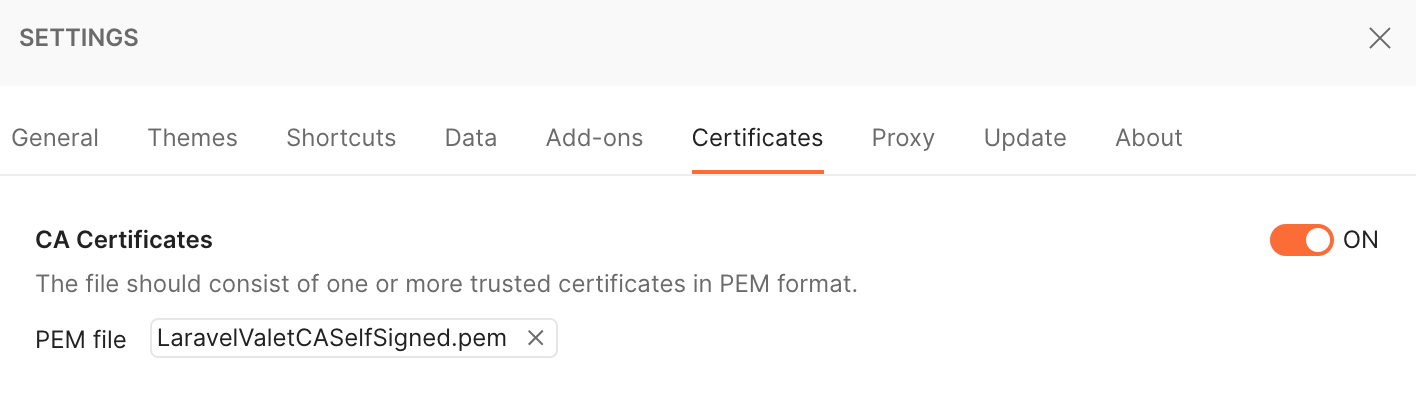 SETTINGS
General Themes Shortcuts Data Add-ons Certificates Proxy Update About
CA Certificates
ON
The file should consist of one or more trusted certificates in PEM format.
PEM file LaravelValetCASelfSigned.pem